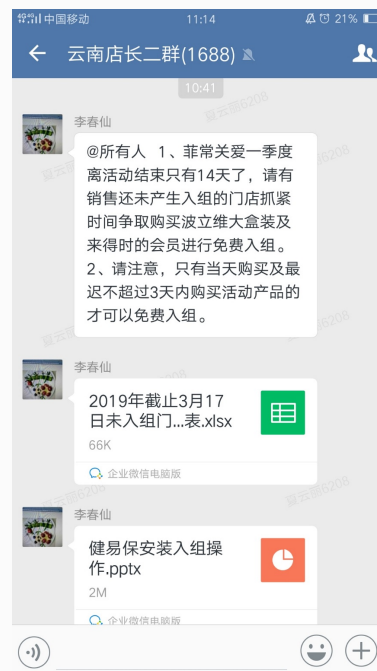 中国移动 11:14 21%
云南店长二群(1688)
10:41
李春仙
@所有人 1、菲常关爱一季度
离活动结束只有14天了，请有
销售还未产生入组的门店抓紧
时间争取购买波立维大盒装及
来得时的会员进行免费入组。
2、请注意，只有当天购买及最
迟不超过3天内购买活动产品的
才可以免费入组。
李春仙
2019年截止3月17
日未入组门...表.xlsx
66K
企业微信电脑版
李春仙
健易保安装入组操
作.pptx
2M
企业微信电脑版